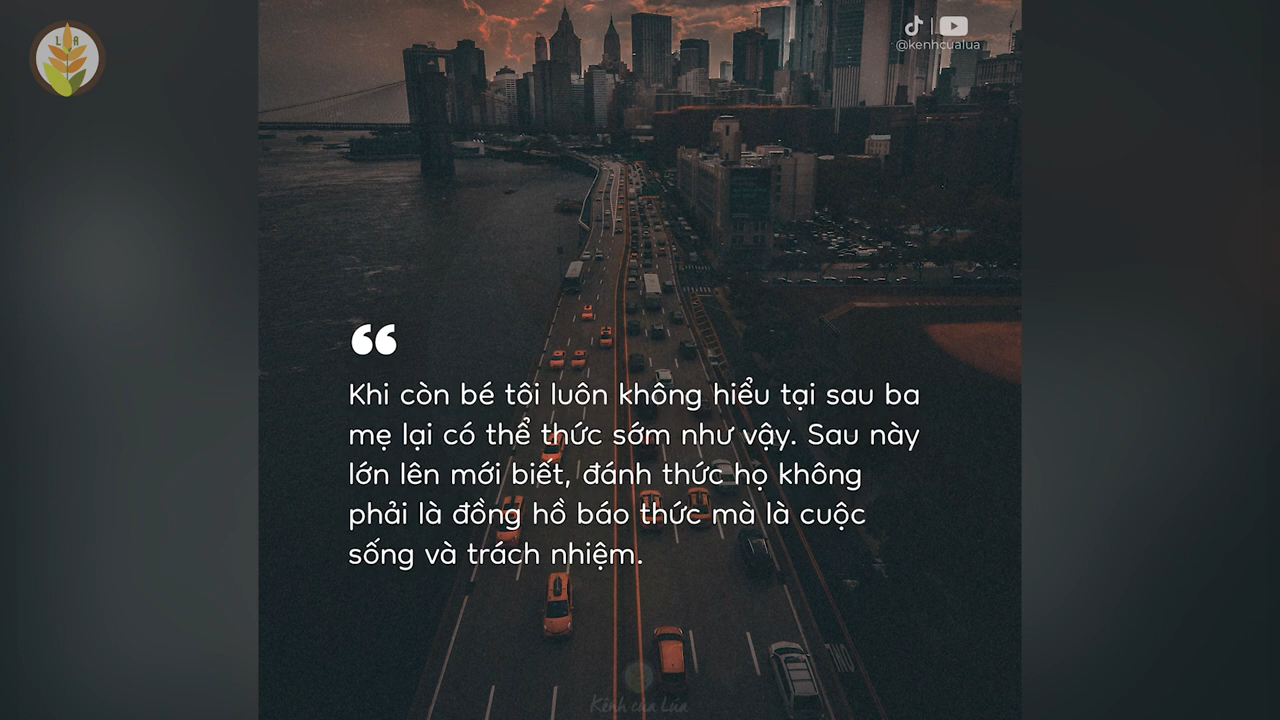 L A
@kenhcualua
Khi còn bé tôi luôn không hiểu tại sau ba
mẹ lại có thể thức sớm như vậy. Sau này
lớn lên mới biết, đánh thức họ không
phải là đồng hồ báo thức mà là cuộc
sống và trách nhiệm.
Kênh của Lúa